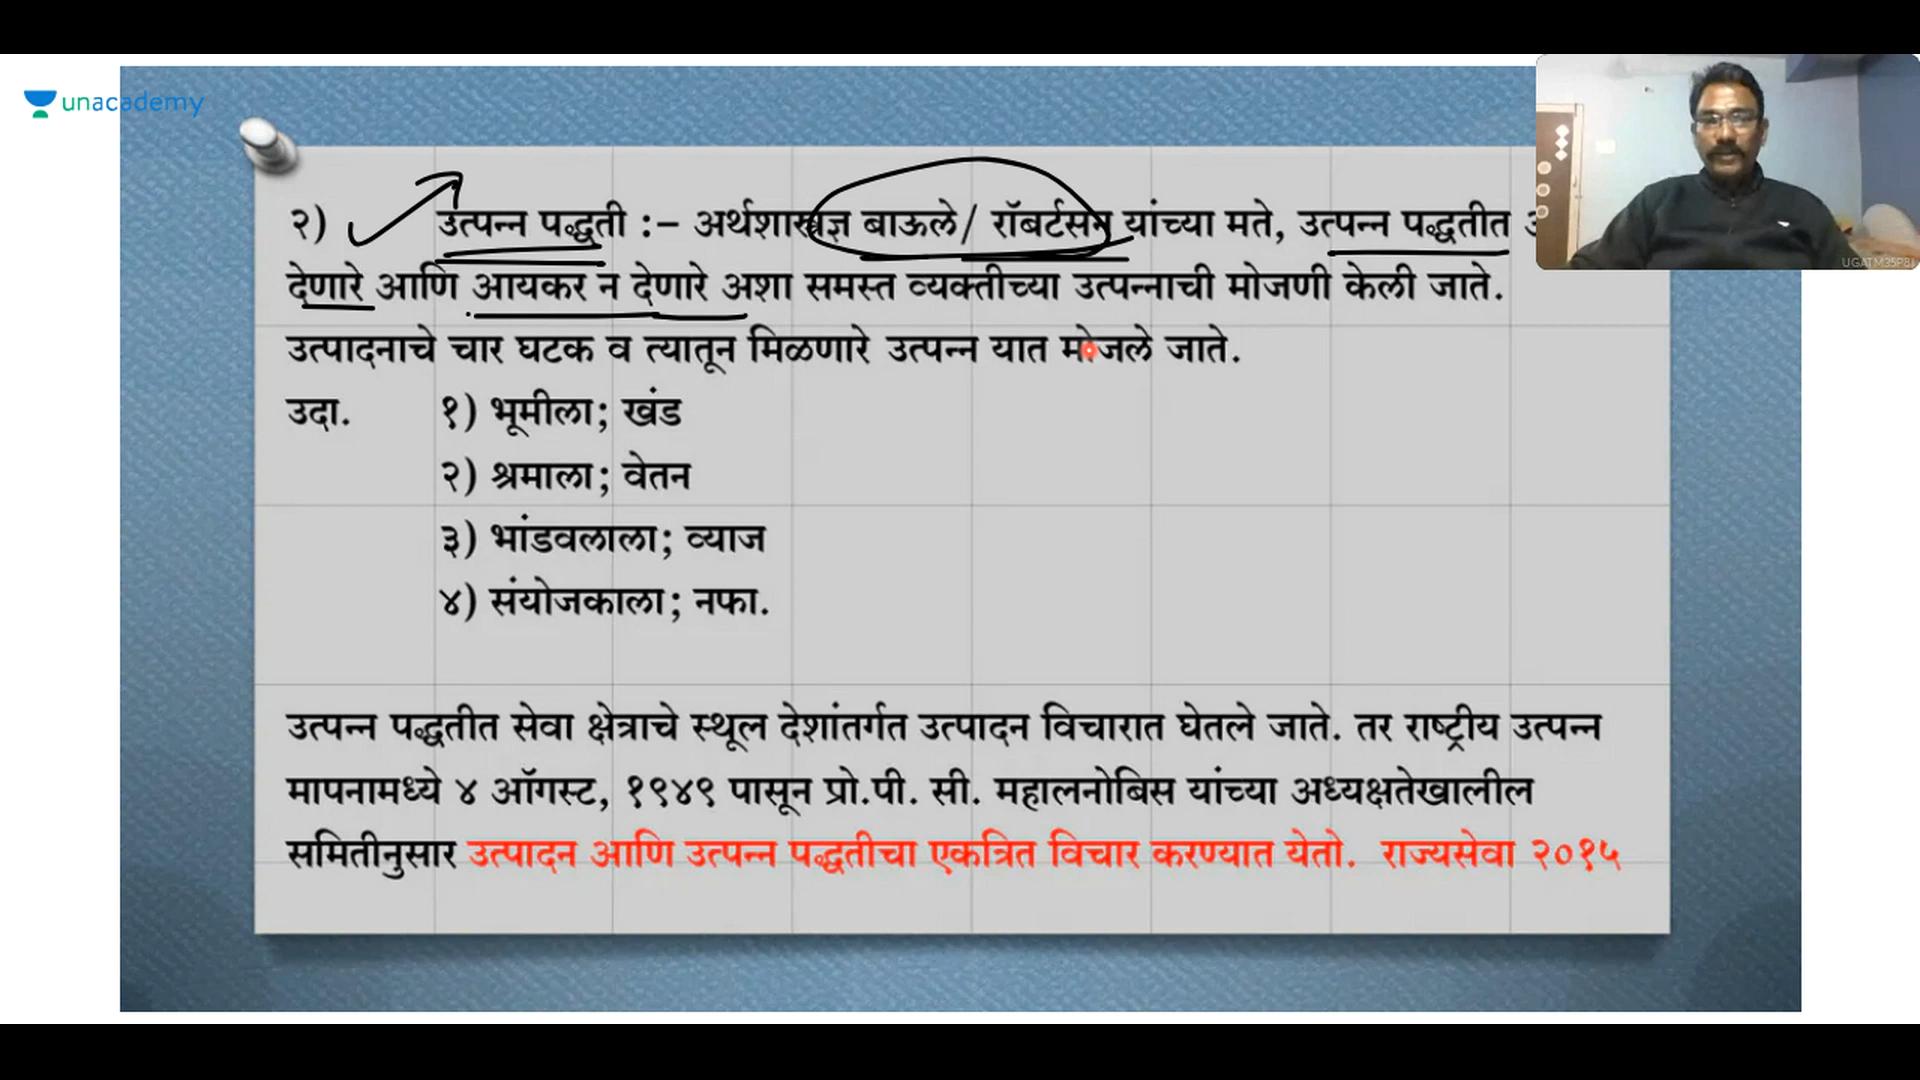 unacademy
२) उत्पन्न पद्धती :- अर्थशास्त्रज्ञ बाऊले/ रॉबर्टसन यांच्या मते, उत्पन्न पद्धतीत
देणारे आणि आयकर न देणारे अशा समस्त व्यक्तीच्या उत्पन्नाची मोजणी केली जाते.
उत्पादनाचे चार घटक व त्यातून मिळणारे उत्पन्न यात मोजले जाते.
उदा. १) भूमीला; खंड
२) श्रमाला; वेतन
३) भांडवलाला; व्याज
४) संयोजकाला; नफा.
उत्पन्न पद्धतीत सेवा क्षेत्राचे स्थूल देशांतर्गत उत्पादन विचारात घेतले जाते. तर राष्ट्रीय उत्पन्न
मापनामध्ये ४ ऑगस्ट, १९४९ पासून प्रो.पी. सी. महालनोबिस यांच्या अध्यक्षतेखालील
समितीनुसार उत्पादन आणि उत्पन्न पद्धतीचा एकत्रित विचार करण्यात येतो. राज्यसेवा २०१५